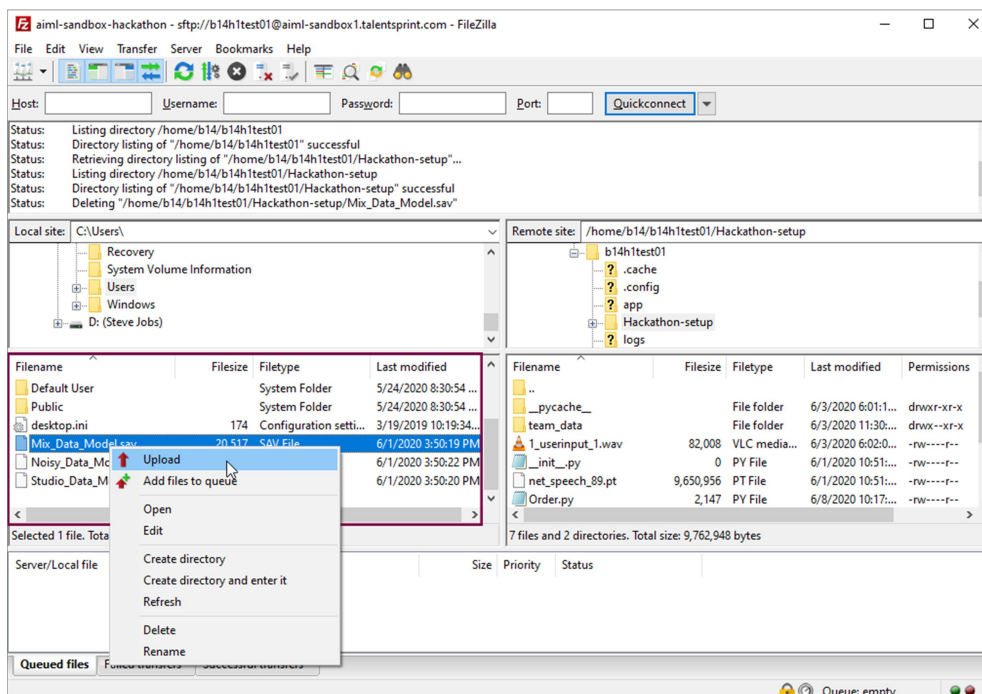 aiml-sandbox-hackathon - sftp://b14h1test01@aiml-sandbox1.talentsprint.com - FileZilla
File Edit View Transfer Server Bookmarks Help
Host: Username: Password: Port: Quickconnect
Status: Listing directory /home/b14/b14h1test01
Status: Directory listing of "/home/b14/b14h1test01" successful
Status: Retrieving directory listing of "/home/b14/b14h1test01/Hackathon-setup"...
Status: Listing directory /home/b14/b14h1test01/Hackathon-setup
Status: Directory listing of "/home/b14/b14h1test01/Hackathon-setup" successful
Status: Deleting "/home/b14/b14h1test01/Hackathon-setup/Mix_Data_Model.sav"
Local site: C:\Users\
Recovery
System Volume Information
Users
Windows
D: (Steve Jobs)
Remote site: /home/b14/b14h1test01/Hackathon-setup
b14h1test01
? .cache
? .config
? app
Hackathon-setup
? logs
Filename Filesize Filetype Last modified
Default User System Folder 5/24/2020 8:30:54 ...
Public System Folder 5/24/2020 8:30:54 ...
desktop.ini 174 Configuration setti... 3/19/2019 10:19:34...
Mix_Data_Model.sav 20,517 SAV File 6/1/2020 3:50:19 PM
Noisy_Data_Mo 6/1/2020 3:50:22 PM
Studio_Data_M 6/1/2020 3:50:20 PM
Selected 1 file. Tota
Upload
Add files to queue
Open
Edit
Create directory
Create directory and enter it
Refresh
Delete
Rename
Filename Filesize Filetype Last modified Permissions
..
__pycache__ File folder 6/3/2020 6:01:1... drwxr-xr-x
team_data File folder 6/3/2020 11:30:... drwx--xr-x
1_userinput_1.wav 82,008 VLC media... 6/3/2020 6:02:0... -rw----r--
__init__.py 0 PY File 6/1/2020 10:51:... -rw----r--
net_speech_89.pt 9,650,956 PT File 6/1/2020 10:51:... -rw----r--
Order.py 2,147 PY File 6/8/2020 10:17:... -rw----r--
7 files and 2 directories. Total size: 9,762,948 bytes
Server/Local file Size Priority Status
Queued files Failed transfers Successful transfers
Queue: empty